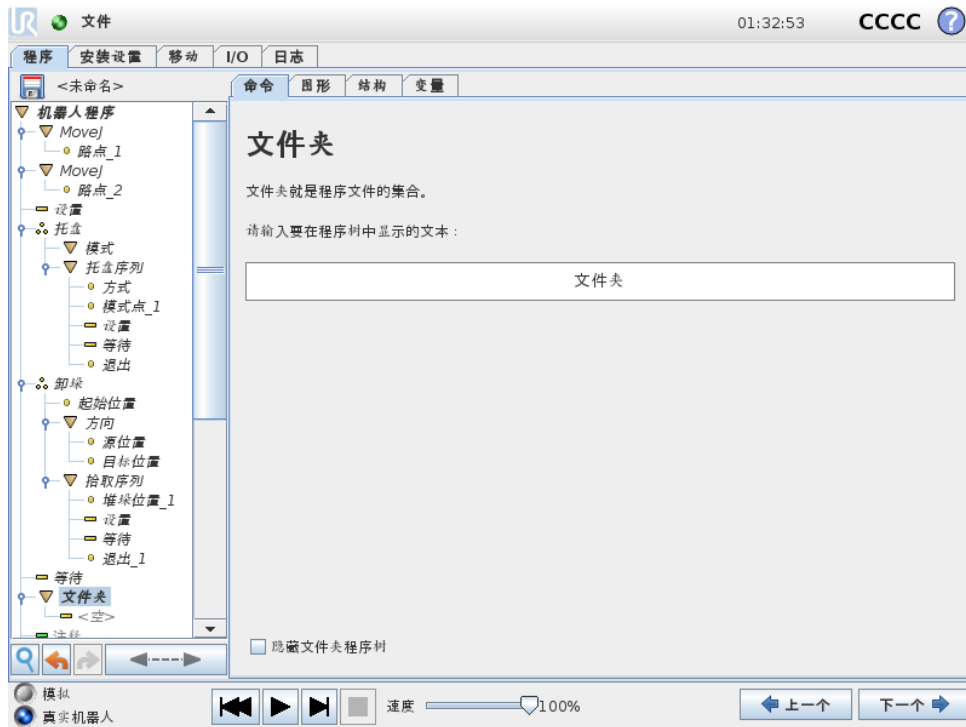 UR 文件 01:32:53 CCCC ?
程序 安装设置 移动 I/O 日志
<未命名>
命令 图形 结构 变量
机器人程序
MoveJ
路点_1
MoveJ
路点_2
设置
托盘
模式
托盘序列
方式
模式点_1
设置
等待
退出
卸垛
起始位置
方向
源位置
目标位置
拾取序列
堆垛位置_1
设置
等待
退出_1
等待
文件夹
<空>
注释
文件夹
文件夹就是程序文件的集合。
请输入要在程序树中显示的文本：
文件夹
隐藏文件夹程序树
模拟
真实机器人
速度 100%
上一个 下一个